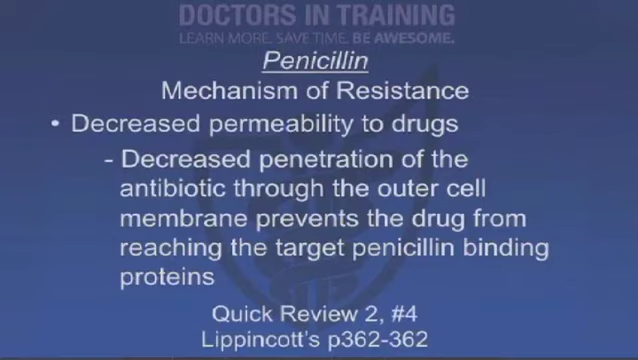 DOCTORS IN TRAINING
LEARN MORE. SAVE TIME. BE AWESOME.
Penicillin
Mechanism of Resistance
• Decreased permeability to drugs
- Decreased penetration of the
antibiotic through the outer cell
membrane prevents the drug from
reaching the target penicillin binding
proteins
Quick Review 2, #4
Lippincott's p362-362